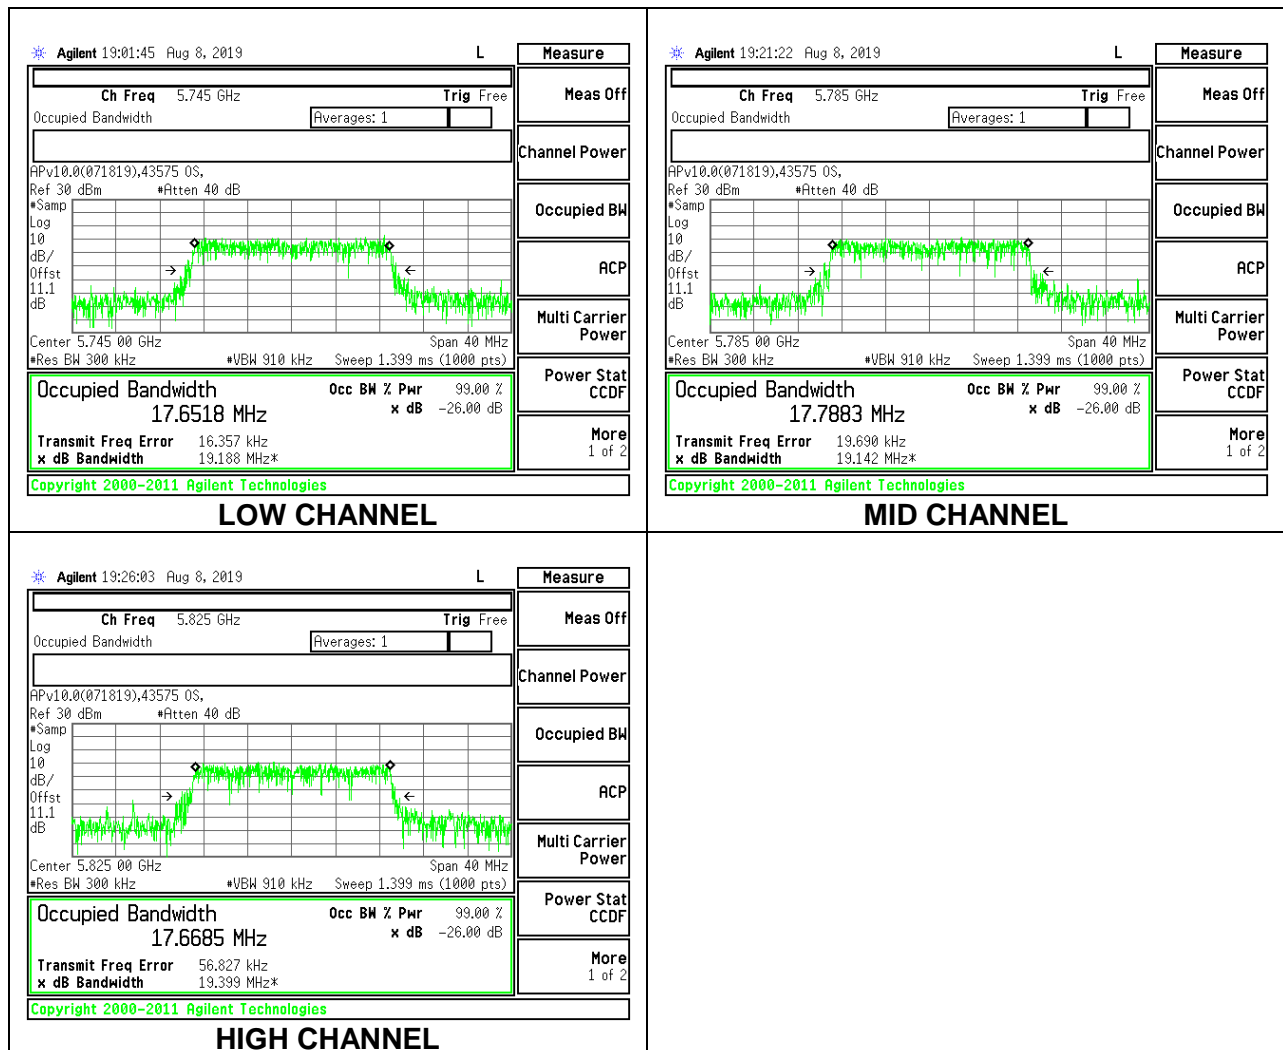 Agilent 19:01:45 Aug 8, 2019 L
Measure
Ch Freq 5.745 GHz Trig Free
Meas Off
Occupied Bandwidth Averages: 1
Channel Power
APv10.0(071819),43575 OS,
Ref 30 dBm #Atten 40 dB
#Samp
Log
10
dB/
Offst
11.1
dB
Occupied BW
ACP
Multi Carrier
Power
Center 5.745 00 GHz Span 40 MHz
#Res BW 300 kHz #VBW 910 kHz Sweep 1.399 ms (1000 pts)
Power Stat
CCDF
Occupied Bandwidth Occ BW % Pwr 99.00 %
17.6518 MHz x dB -26.00 dB
Transmit Freq Error 16.357 kHz
x dB Bandwidth 19.188 MHz*
More
1 of 2
Copyright 2000-2011 Agilent Technologies
LOW CHANNEL
Agilent 19:21:22 Aug 8, 2019 L
Measure
Ch Freq 5.785 GHz Trig Free
Meas Off
Occupied Bandwidth Averages: 1
Channel Power
APv10.0(071819),43575 OS,
Ref 30 dBm #Atten 40 dB
#Samp
Log
10
dB/
Offst
11.1
dB
Occupied BW
ACP
Multi Carrier
Power
Center 5.785 00 GHz Span 40 MHz
#Res BW 300 kHz #VBW 910 kHz Sweep 1.399 ms (1000 pts)
Power Stat
CCDF
Occupied Bandwidth Occ BW % Pwr 99.00 %
17.7883 MHz x dB -26.00 dB
Transmit Freq Error 19.690 kHz
x dB Bandwidth 19.142 MHz*
More
1 of 2
Copyright 2000-2011 Agilent Technologies
MID CHANNEL
Agilent 19:26:03 Aug 8, 2019 L
Measure
Ch Freq 5.825 GHz Trig Free
Meas Off
Occupied Bandwidth Averages: 1
Channel Power
APv10.0(071819),43575 OS,
Ref 30 dBm #Atten 40 dB
#Samp
Log
10
dB/
Offst
11.1
dB
Occupied BW
ACP
Multi Carrier
Power
Center 5.825 00 GHz Span 40 MHz
#Res BW 300 kHz #VBW 910 kHz Sweep 1.399 ms (1000 pts)
Power Stat
CCDF
Occupied Bandwidth Occ BW % Pwr 99.00 %
17.6685 MHz x dB -26.00 dB
Transmit Freq Error 56.827 kHz
x dB Bandwidth 19.399 MHz*
More
1 of 2
Copyright 2000-2011 Agilent Technologies
HIGH CHANNEL